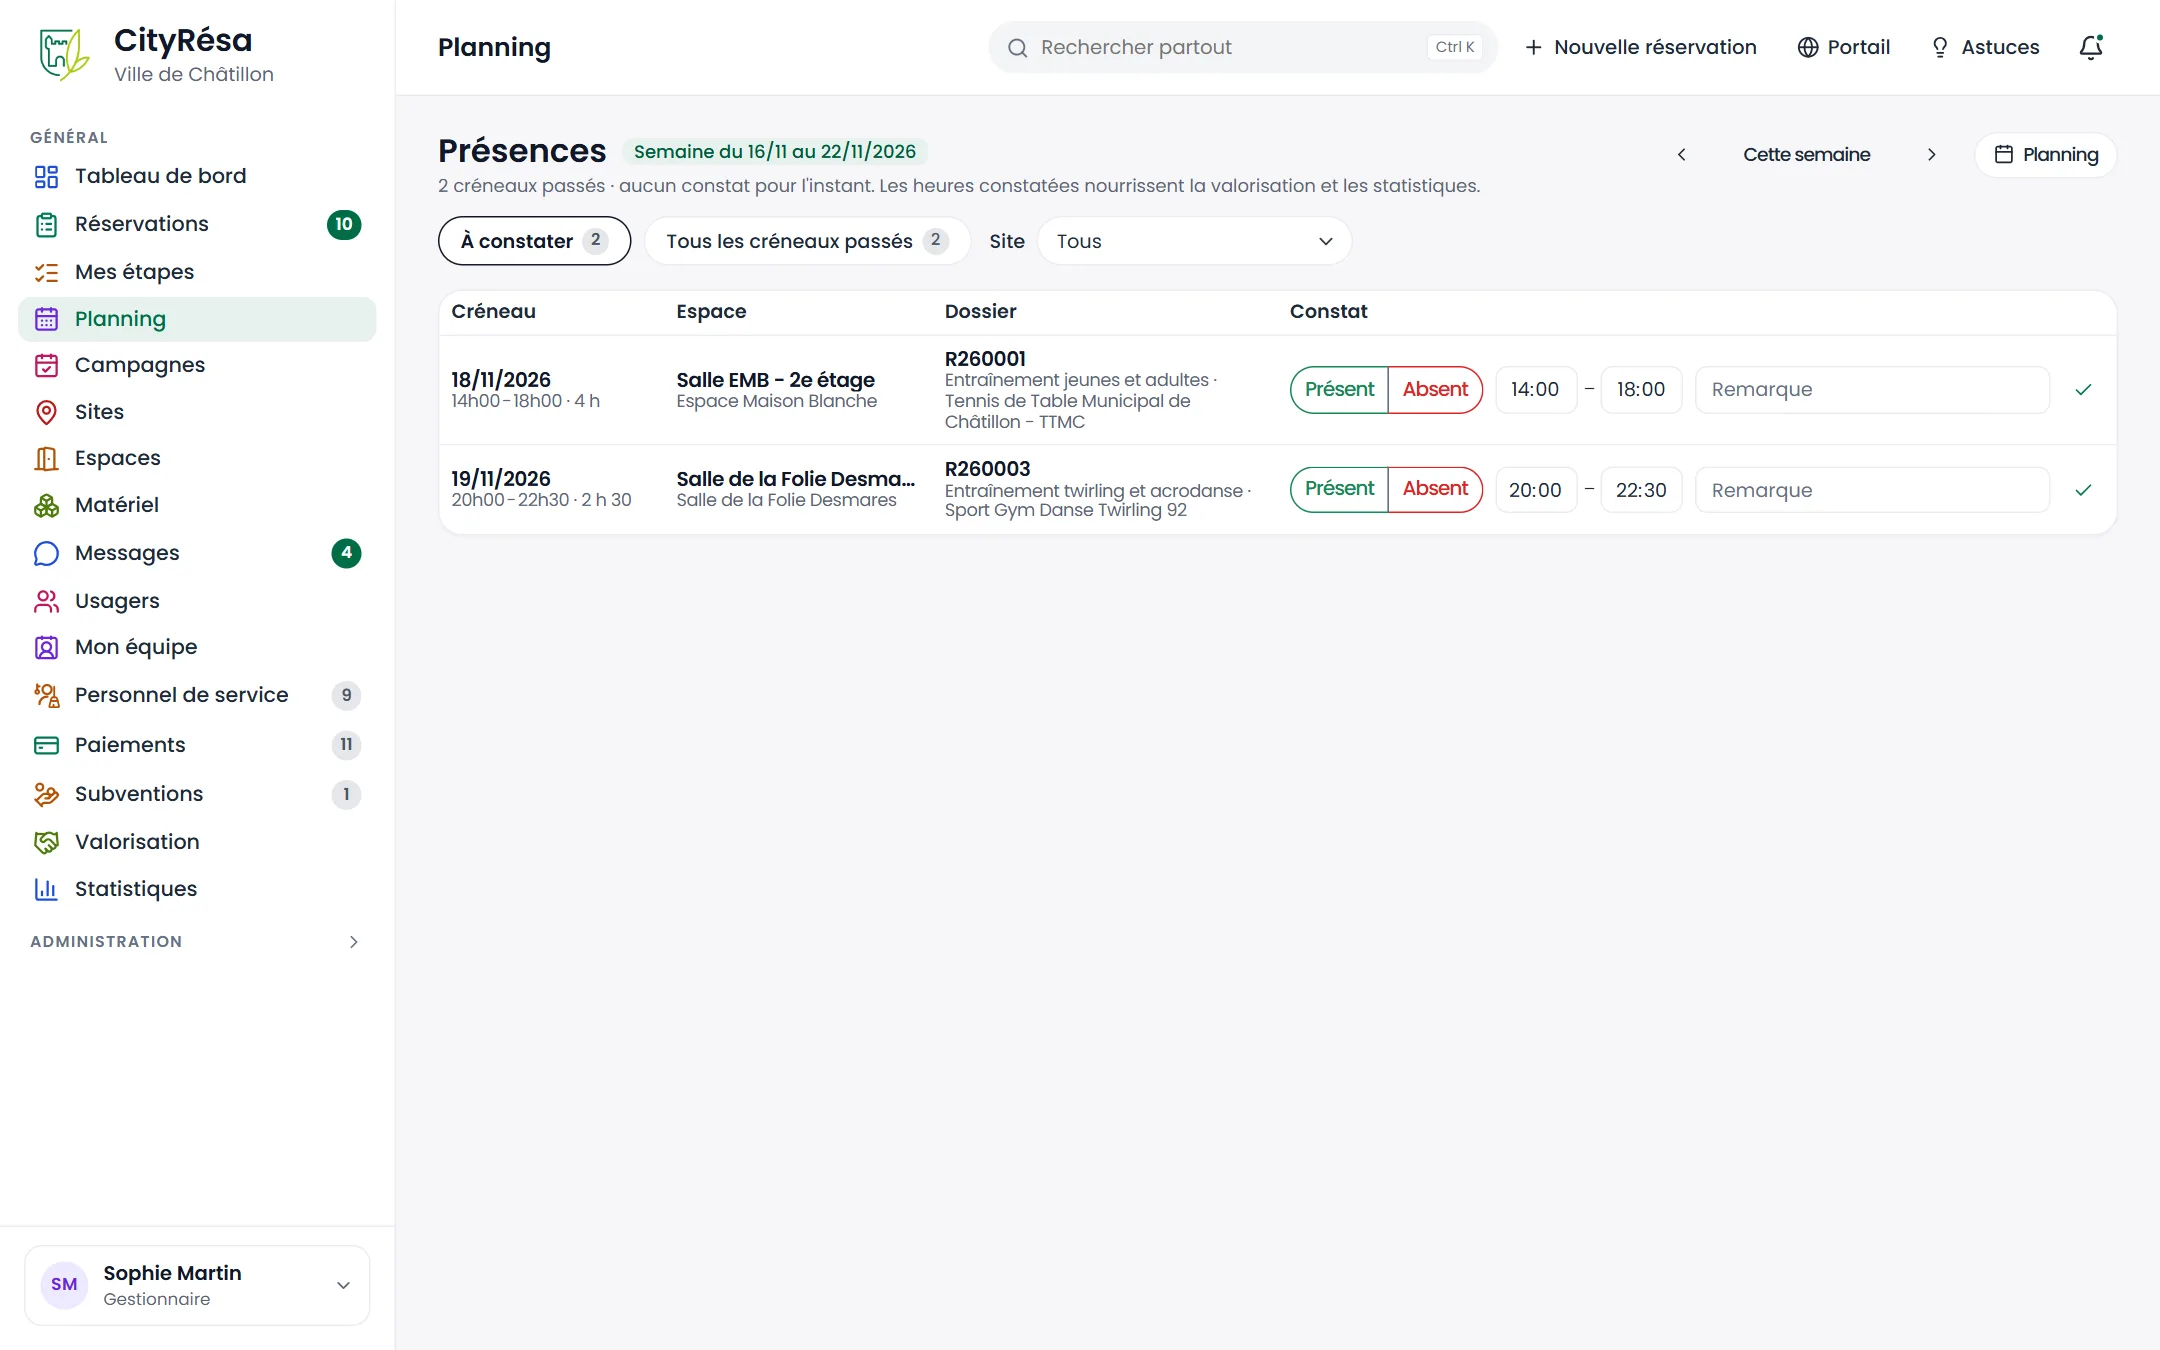 CityRésa
Ville de Châtillon
GÉNÉRAL
Tableau de bord
Réservations 10
Mes étapes
Planning
Campagnes
Sites
Espaces
Matériel
Messages 4
Usagers
Mon équipe
Personnel de service 9
Paiements 11
Subventions 1
Valorisation
Statistiques
ADMINISTRATION
SM
Sophie Martin
Gestionnaire
Planning
Rechercher partout Ctrl K
Nouvelle réservation
Portail
Astuces
Présences Semaine du 16/11 au 22/11/2026
Cette semaine
Planning
2 créneaux passés · aucun constat pour l'instant. Les heures constatées nourrissent la valorisation et les statistiques.
À constater 2
Tous les créneaux passés 2
Site Tous
Créneau Espace Dossier Constat
18/11/2026
14h00–18h00 · 4 h
Salle EMB - 2e étage
Espace Maison Blanche
R260001
Entraînement jeunes et adultes ·
Tennis de Table Municipal de
Châtillon - TTMC
Présent Absent 14:00 – 18:00 Remarque
19/11/2026
20h00–22h30 · 2 h 30
Salle de la Folie Desma...
Salle de la Folie Desmares
R260003
Entraînement twirling et acrodanse ·
Sport Gym Danse Twirling 92
Présent Absent 20:00 – 22:30 Remarque